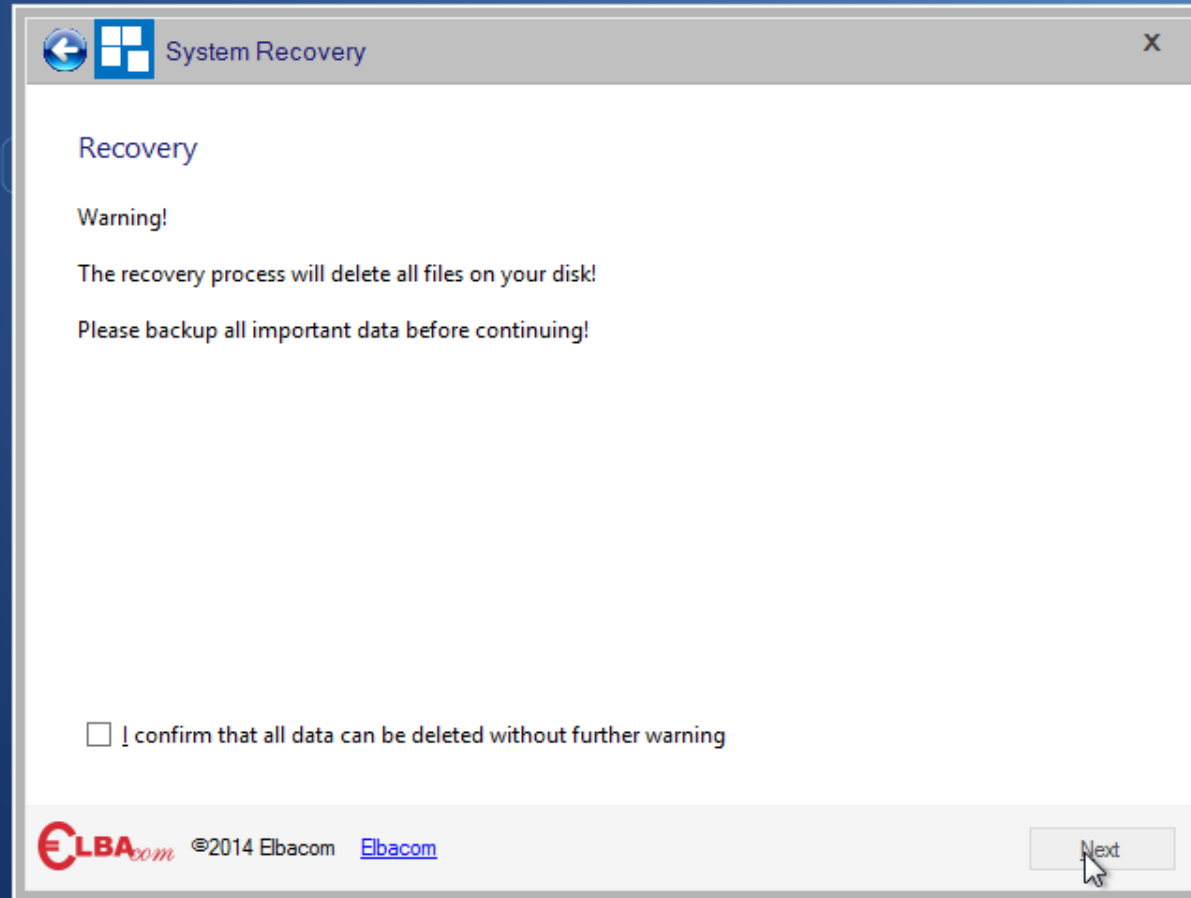 System Recovery
X
Recovery
Warning!
The recovery process will delete all files on your disk!
Please backup all important data before continuing!
I confirm that all data can be deleted without further warning
€LBAcom ©2014 Elbacom Elbacom
Next